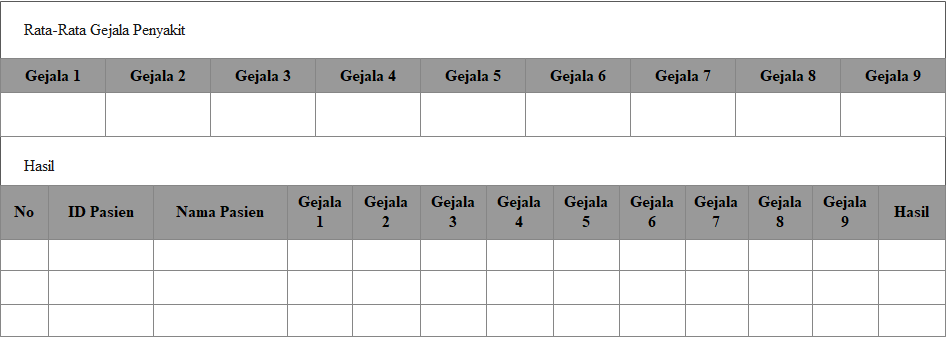 Rata-Rata Gejala Penyakit
Gejala 1 Gejala 2 Gejala 3 Gejala 4 Gejala 5 Gejala 6 Gejala 7 Gejala 8 Gejala 9
Hasil
No ID Pasien Nama Pasien Gejala 1 Gejala 2 Gejala 3 Gejala 4 Gejala 5 Gejala 6 Gejala 7 Gejala 8 Gejala 9 Hasil